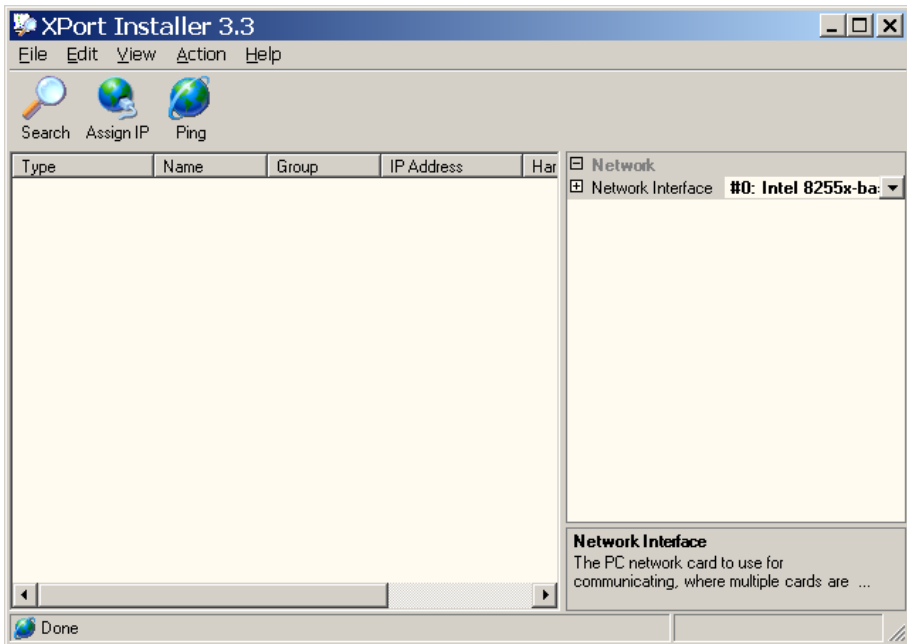 XPort Installer 3.3
File Edit View Action Help
Search Assign IP Ping
Type Name Group IP Address Har
Network
Network Interface #0: Intel 8255x-ba
Network Interface
The PC network card to use for
communicating, where multiple cards are ...
Done